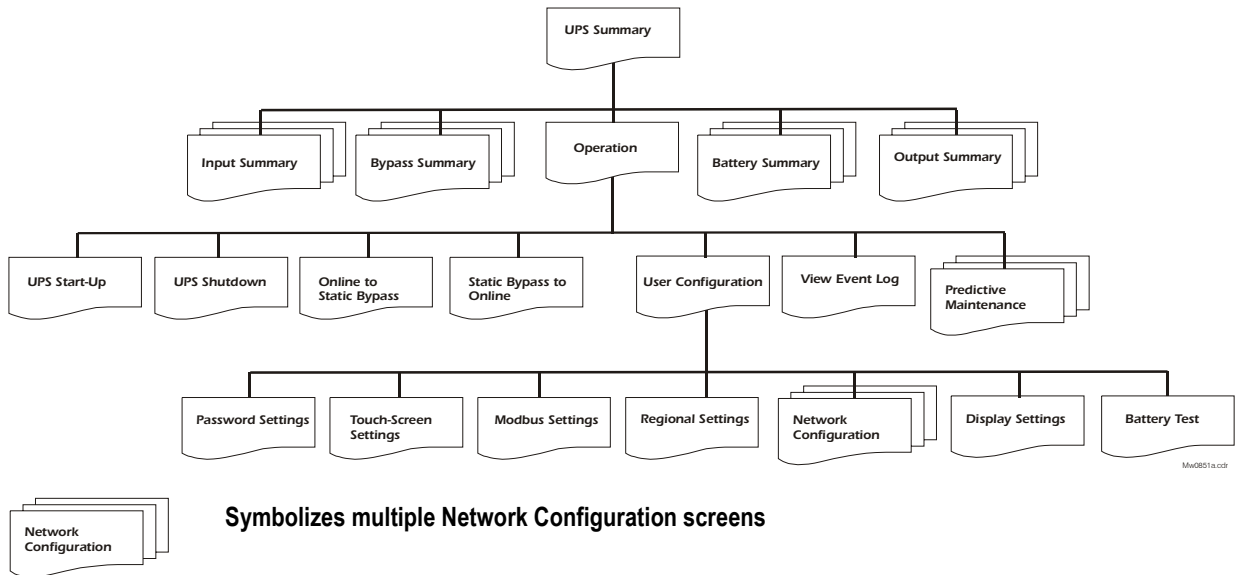 UPS Summary
Input Summary
Bypass Summary
Operation
Battery Summary
Output Summary
UPS Start-Up
UPS Shutdown
Online to
Static Bypass
Static Bypass to
Online
User Configuration
View Event Log
Predictive
Maintenance
Password Settings
Touch-Screen
Settings
Modbus Settings
Regional Settings
Network
Configuration
Display Settings
Battery Test
Mw0851a.cdr
Network
Configuration
Symbolizes multiple Network Configuration screens